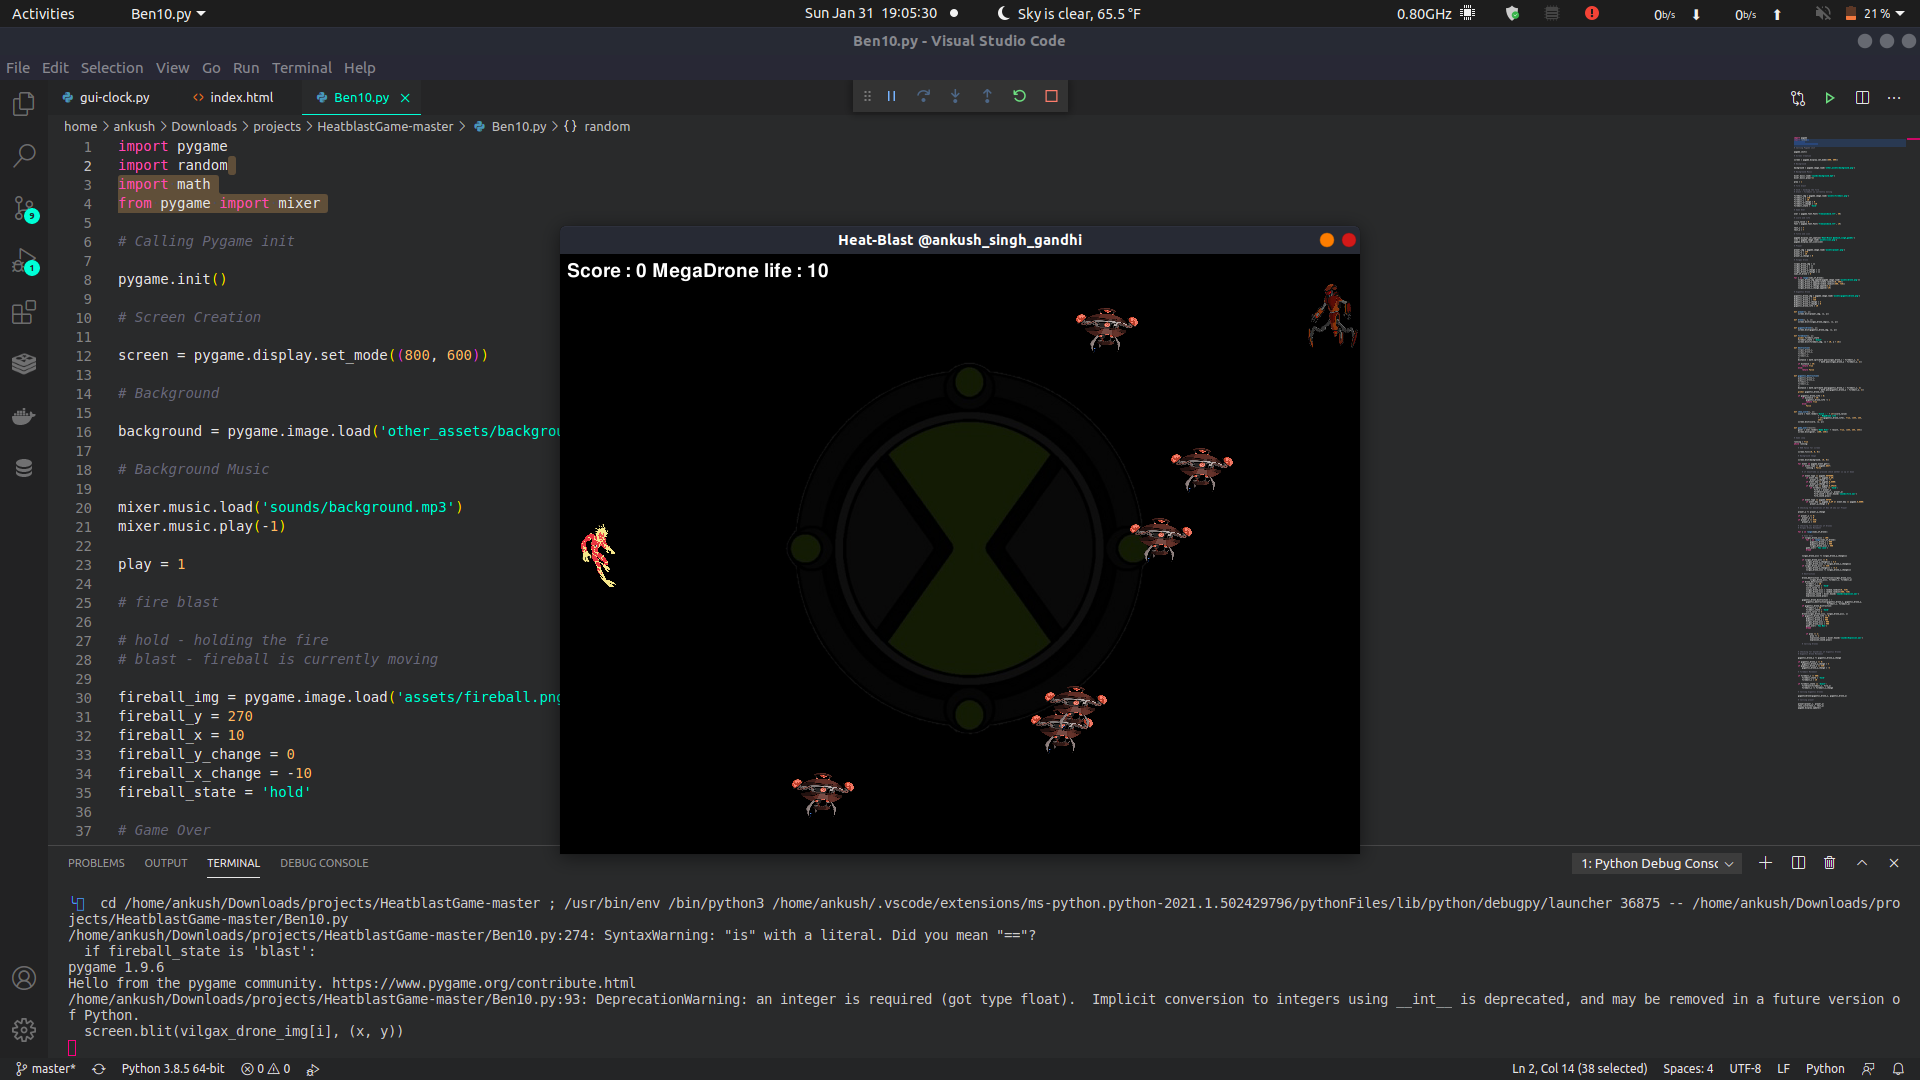 Activities Ben10.py Sun Jan 31 19:05:30 Sky is clear, 65.5 °F 0.80GHz 0b/s 0b/s 21 %
Ben10.py - Visual Studio Code
File Edit Selection View Go Run Terminal Help
gui-clock.py index.html Ben10.py
home > ankush > Downloads > projects > HeatblastGame-master > Ben10.py > {} random
1 import pygame
2 import random
3 import math
4 from pygame import mixer
5
6 # Calling Pygame init
7
8 pygame.init()
9
10 # Screen Creation
11
12 screen = pygame.display.set_mode((800, 600))
13
14 # Background
15
16 background = pygame.image.load('other_assets/backgrou
17
18 # Background Music
19
20 mixer.music.load('sounds/background.mp3')
21 mixer.music.play(-1)
22
23 play = 1
24
25 # fire blast
26
27 # hold - holding the fire
28 # blast - fireball is currently moving
29
30 fireball_img = pygame.image.load('assets/fireball.png
31 fireball_y = 270
32 fireball_x = 10
33 fireball_y_change = 0
34 fireball_x_change = -10
35 fireball_state = 'hold'
36
37 # Game Over
9
1
Heat-Blast @ankush_singh_gandhi
Score : 0 MegaDrone life : 10
PROBLEMS OUTPUT TERMINAL DEBUG CONSOLE 1: Python Debug Consc
cd /home/ankush/Downloads/projects/HeatblastGame-master ; /usr/bin/env /bin/python3 /home/ankush/.vscode/extensions/ms-python.python-2021.1.502429796/pythonFiles/lib/python/debugpy/launcher 36875 -- /home/ankush/Downloads/pro
jects/HeatblastGame-master/Ben10.py
/home/ankush/Downloads/projects/HeatblastGame-master/Ben10.py:274: SyntaxWarning: "is" with a literal. Did you mean "=="?
if fireball_state is 'blast':
pygame 1.9.6
Hello from the pygame community. https://www.pygame.org/contribute.html
/home/ankush/Downloads/projects/HeatblastGame-master/Ben10.py:93: DeprecationWarning: an integer is required (got type float).  Implicit conversion to integers using __int__ is deprecated, and may be removed in a future version o
f Python.
screen.blit(vilgax_drone_img[i], (x, y))
master* Python 3.8.5 64-bit 0 0 Ln 2, Col 14 (38 selected) Spaces: 4 UTF-8 LF Python